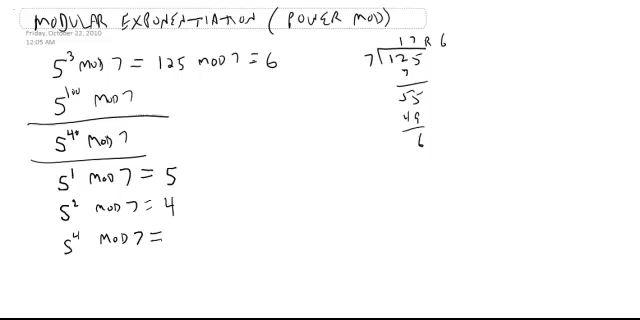 MODULAR EXPONENTIATION (POWER MOD)
Friday, October 22, 2010
12:05 AM
5^3 MOD 7 = 125 MOD 7 = 6
5^100 MOD 7
5^40 MOD 7
5^1 MOD 7 = 5
5^2 MOD 7 = 4
5^4 MOD 7 =
17 R 6
7 125
7
55
49
6